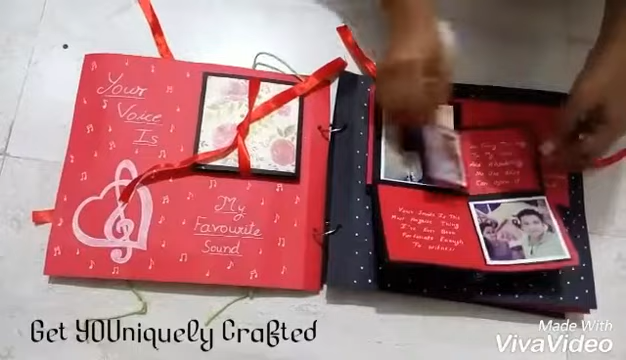 Your
Voice
Is
My
Favourite
Sound
Your Smile Is The
Most
Thing
I've Ever Been
Fortunate Enough
To Witness
Get YOUniquely Crafted
Made With
VivaVideo